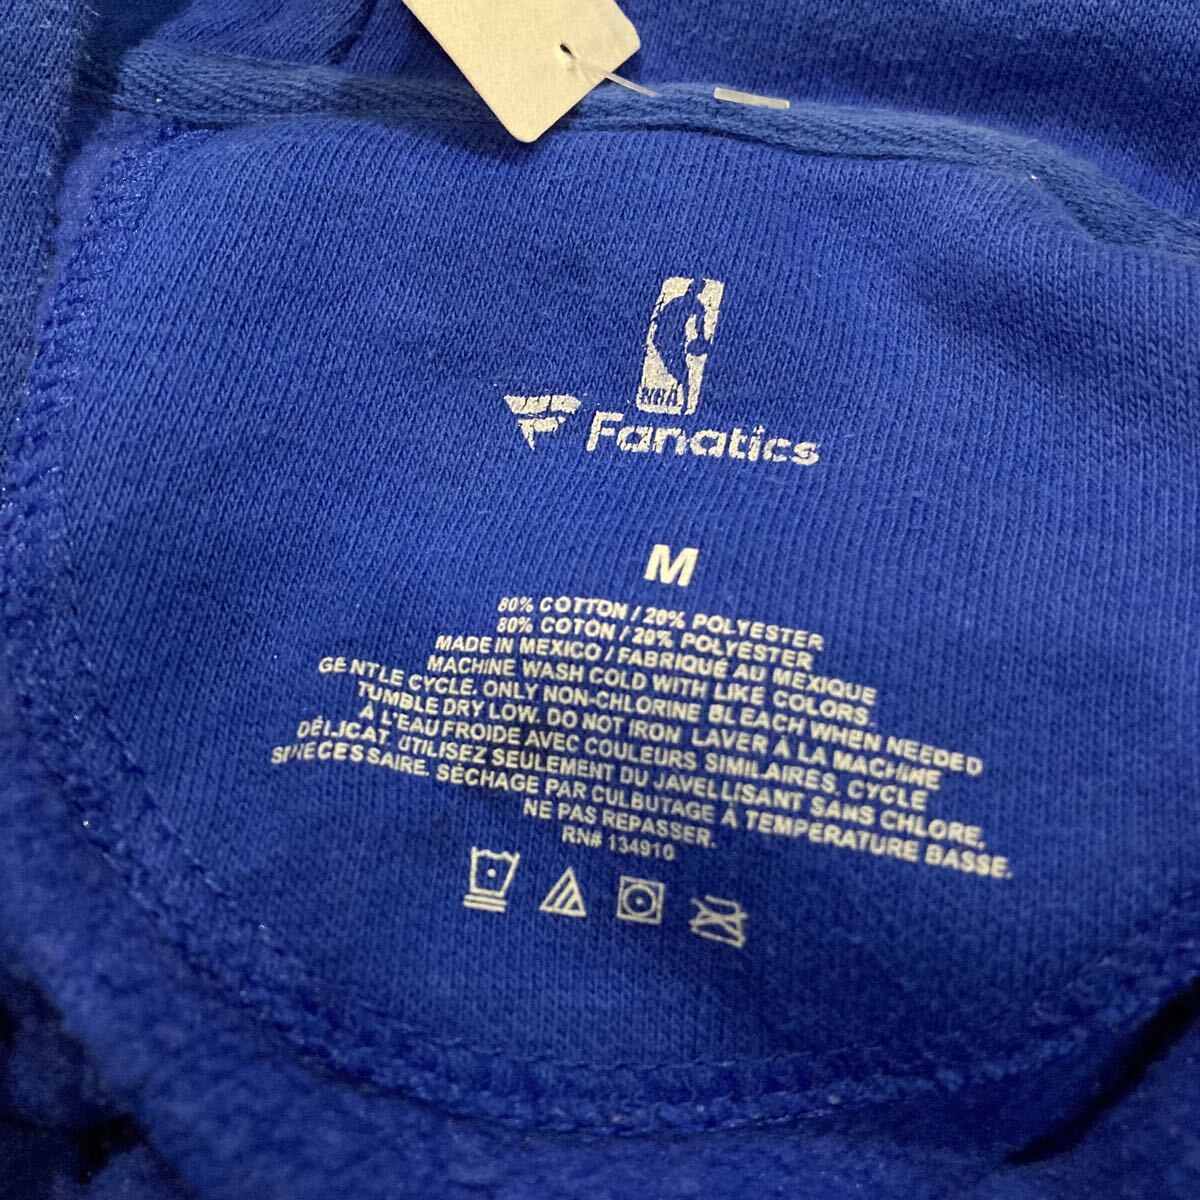 NBA
Fanatics
M
80% COTTON / 20% POLYESTER
80% COTON / 20% POLYESTER
MADE IN MEXICO / FABRIQUÉ AU MEXIQUE
MACHINE WASH COLD WITH LIKE COLORS.
GENTLE CYCLE. ONLY NON-CHLORINE BLEACH WHEN NEEDED
TUMBLE DRY LOW. DO NOT IRON LAVER À LA MACHINE
À L'EAU FROIDE AVEC COULEURS SIMILAIRES. CYCLE
DÉLICAT. UTILISEZ SEULEMENT DU JAVELLISANT SANS CHLORE,
SI NÉCESSAIRE. SÉCHAGE PAR CULBUTAGE À TEMPÉRATURE BASSE.
NE PAS REPASSER.
RN# 134910